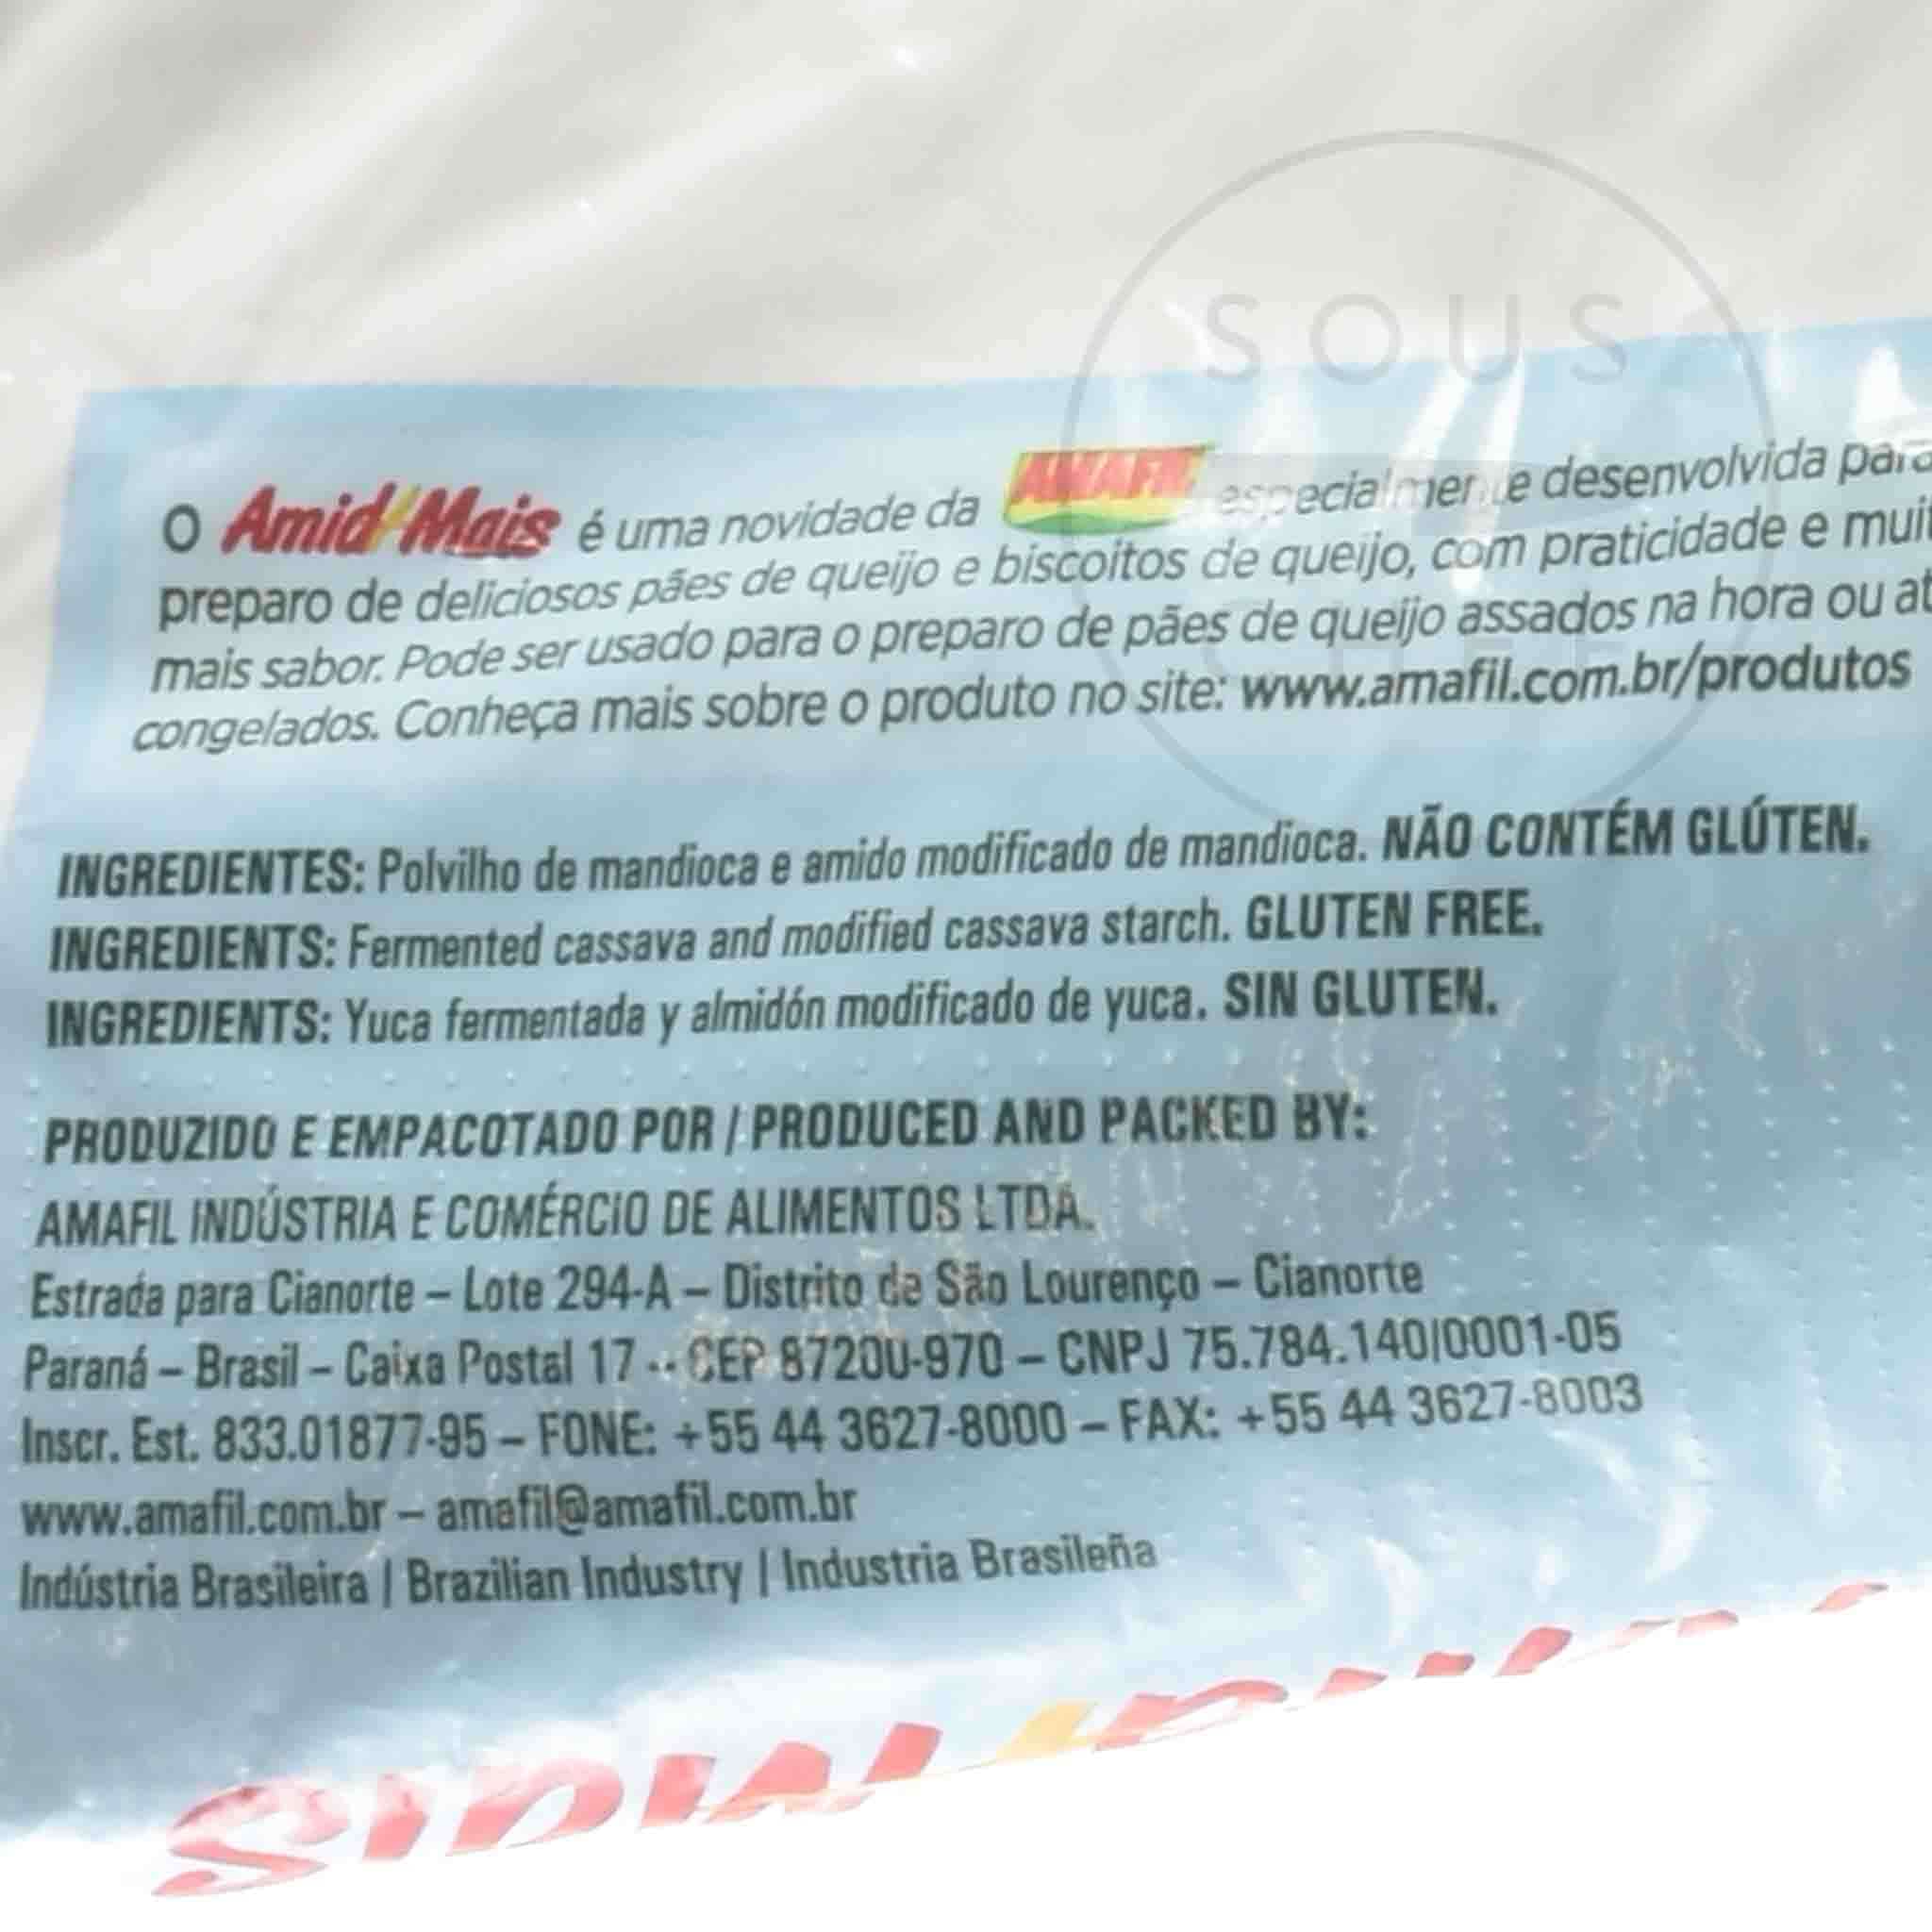 SOUS
CHEF
O Amid Mais é uma novidade da AMAFIL especialmente desenvolvida para
preparo de deliciosos pães de queijo e biscoitos de queijo, com praticidade e
mais sabor. Pode ser usado para o preparo de pães de queijo assados na hora ou
congelados. Conheça mais sobre o produto no site: www.amafil.com.br/produtos
INGREDIENTES: Polvilho de mandioca e amido modificado de mandioca. NÃO CONTÉM GLÚTEN.
INGREDIENTS: Fermented cassava and modified cassava starch. GLUTEN FREE.
INGREDIENTS: Yuca fermentada y almidón modificado de yuca. SIN GLUTEN.
PRODUZIDO E EMPACOTADO POR / PRODUCED AND PACKED BY:
AMAFIL INDÚSTRIA E COMÉRCIO DE ALIMENTOS LTDA.
Estrada para Cianorte – Lote 294-A – Distrito de São Lourenço – Cianorte
Paraná – Brasil – Caixa Postal 17 – CEP 87200-970 – CNPJ 75.784.140/0001-05
Inscr. Est. 833.01877-95 – FONE: +55 44 3627-8000 – FAX: +55 44 3627-8003
www.amafil.com.br – amafil@amafil.com.br
Indústria Brasileira | Brazilian Industry | Industria Brasileña
Mais